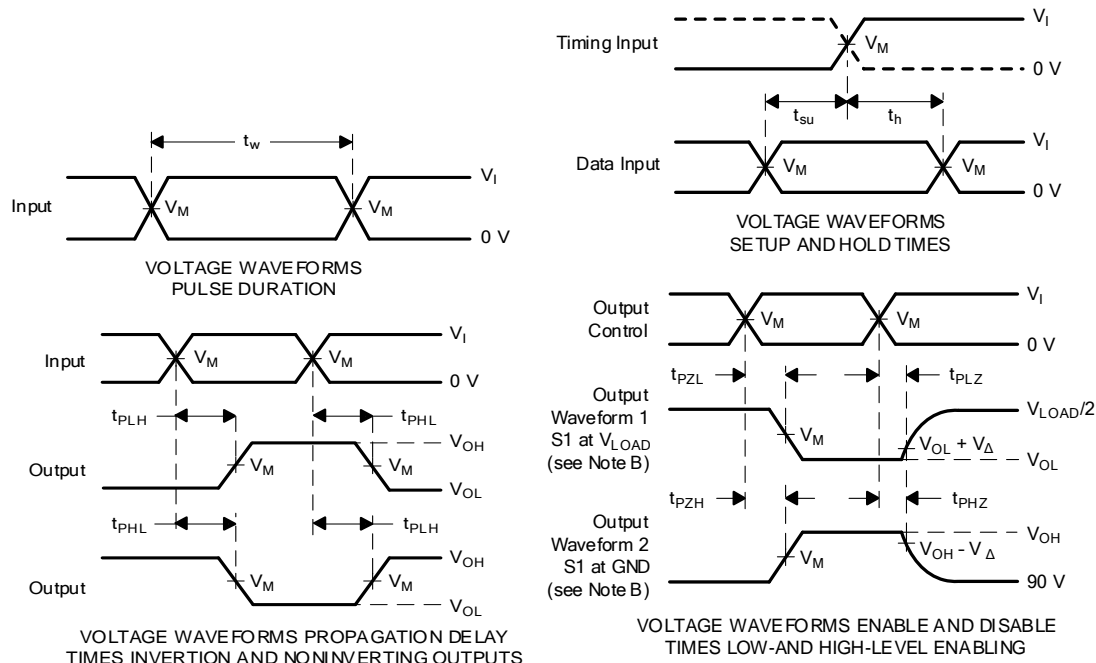 t_w
Input
V_M
V_M
V_I
0 V
VOLTAGE WAVEFORMS
PULSE DURATION
Timing Input
V_M
V_I
0 V
t_su
t_h
Data Input
V_M
V_M
V_I
0 V
VOLTAGE WAVEFORMS
SETUP AND HOLD TIMES
Input
V_M
V_M
V_I
0 V
t_PLH
t_PHL
Output
V_M
V_M
V_OH
V_OL
t_PHL
t_PLH
Output
V_M
V_M
V_OH
V_OL
VOLTAGE WAVEFORMS PROPAGATION DELAY
TIMES INVERTION AND NONINVERTING OUTPUTS
Output
Control
V_M
V_M
V_I
0 V
t_PZL
t_PLZ
Output
Waveform 1
S1 at V_LOAD
(see Note B)
V_M
V_LOAD/2
V_OL + V_Δ
V_OL
t_PZH
t_PHZ
Output
Waveform 2
S1 at GND
(see Note B)
V_M
V_OH
V_OH - V_Δ
90 V
VOLTAGE WAVEFORMS ENABLE AND DISABLE
TIMES LOW-AND HIGH-LEVEL ENABLING